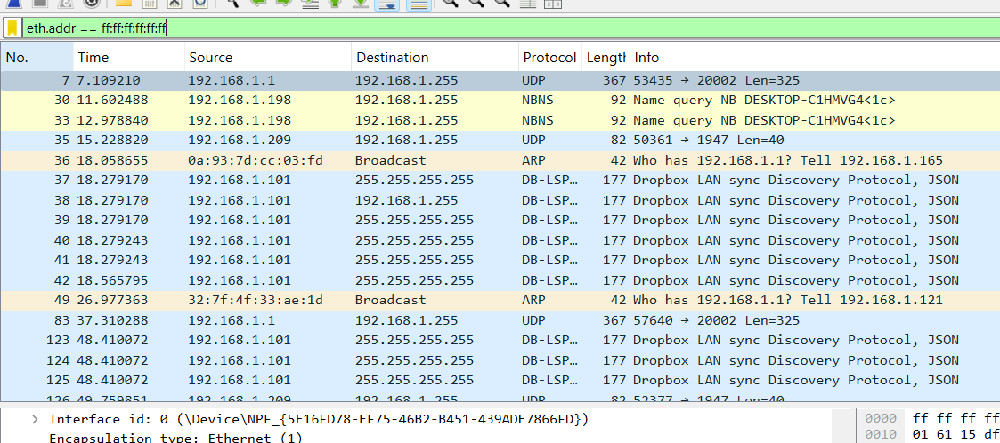 eth.addr == ff:ff:ff:ff:ff:ff
No. Time Source Destination Protocol Length Info
7 7.109210 192.168.1.1 192.168.1.255 UDP 367 53435 → 20002 Len=325
30 11.602488 192.168.1.198 192.168.1.255 NBNS 92 Name query NB DESKTOP-C1HMVG4<1c>
33 12.978840 192.168.1.198 192.168.1.255 NBNS 92 Name query NB DESKTOP-C1HMVG4<1c>
35 15.228820 192.168.1.209 192.168.1.255 UDP 82 50361 → 1947 Len=40
36 18.058655 0a:93:7d:cc:03:fd Broadcast ARP 42 Who has 192.168.1.1? Tell 192.168.1.165
37 18.279170 192.168.1.101 255.255.255.255 DB-LSP… 177 Dropbox LAN sync Discovery Protocol, JSON
38 18.279170 192.168.1.101 192.168.1.255 DB-LSP… 177 Dropbox LAN sync Discovery Protocol, JSON
39 18.279170 192.168.1.101 255.255.255.255 DB-LSP… 177 Dropbox LAN sync Discovery Protocol, JSON
40 18.279243 192.168.1.101 255.255.255.255 DB-LSP… 177 Dropbox LAN sync Discovery Protocol, JSON
41 18.279243 192.168.1.101 255.255.255.255 DB-LSP… 177 Dropbox LAN sync Discovery Protocol, JSON
42 18.565795 192.168.1.101 255.255.255.255 DB-LSP… 177 Dropbox LAN sync Discovery Protocol, JSON
49 26.977363 32:7f:4f:33:ae:1d Broadcast ARP 42 Who has 192.168.1.1? Tell 192.168.1.121
83 37.310288 192.168.1.1 192.168.1.255 UDP 367 57640 → 20002 Len=325
123 48.410072 192.168.1.101 255.255.255.255 DB-LSP… 177 Dropbox LAN sync Discovery Protocol, JSON
124 48.410072 192.168.1.101 255.255.255.255 DB-LSP… 177 Dropbox LAN sync Discovery Protocol, JSON
125 48.410072 192.168.1.101 255.255.255.255 DB-LSP… 177 Dropbox LAN sync Discovery Protocol, JSON
126 49.759851 192.168.1.209 192.168.1.255 UDP 82 52377 → 1947 Len=40
Interface id: 0 (\Device\NPF_{5E16FD78-EF75-46B2-B451-439ADE7866FD}) 0000 ff ff ff ff
Encapsulation type: Ethernet (1) 0010 01 61 15 df